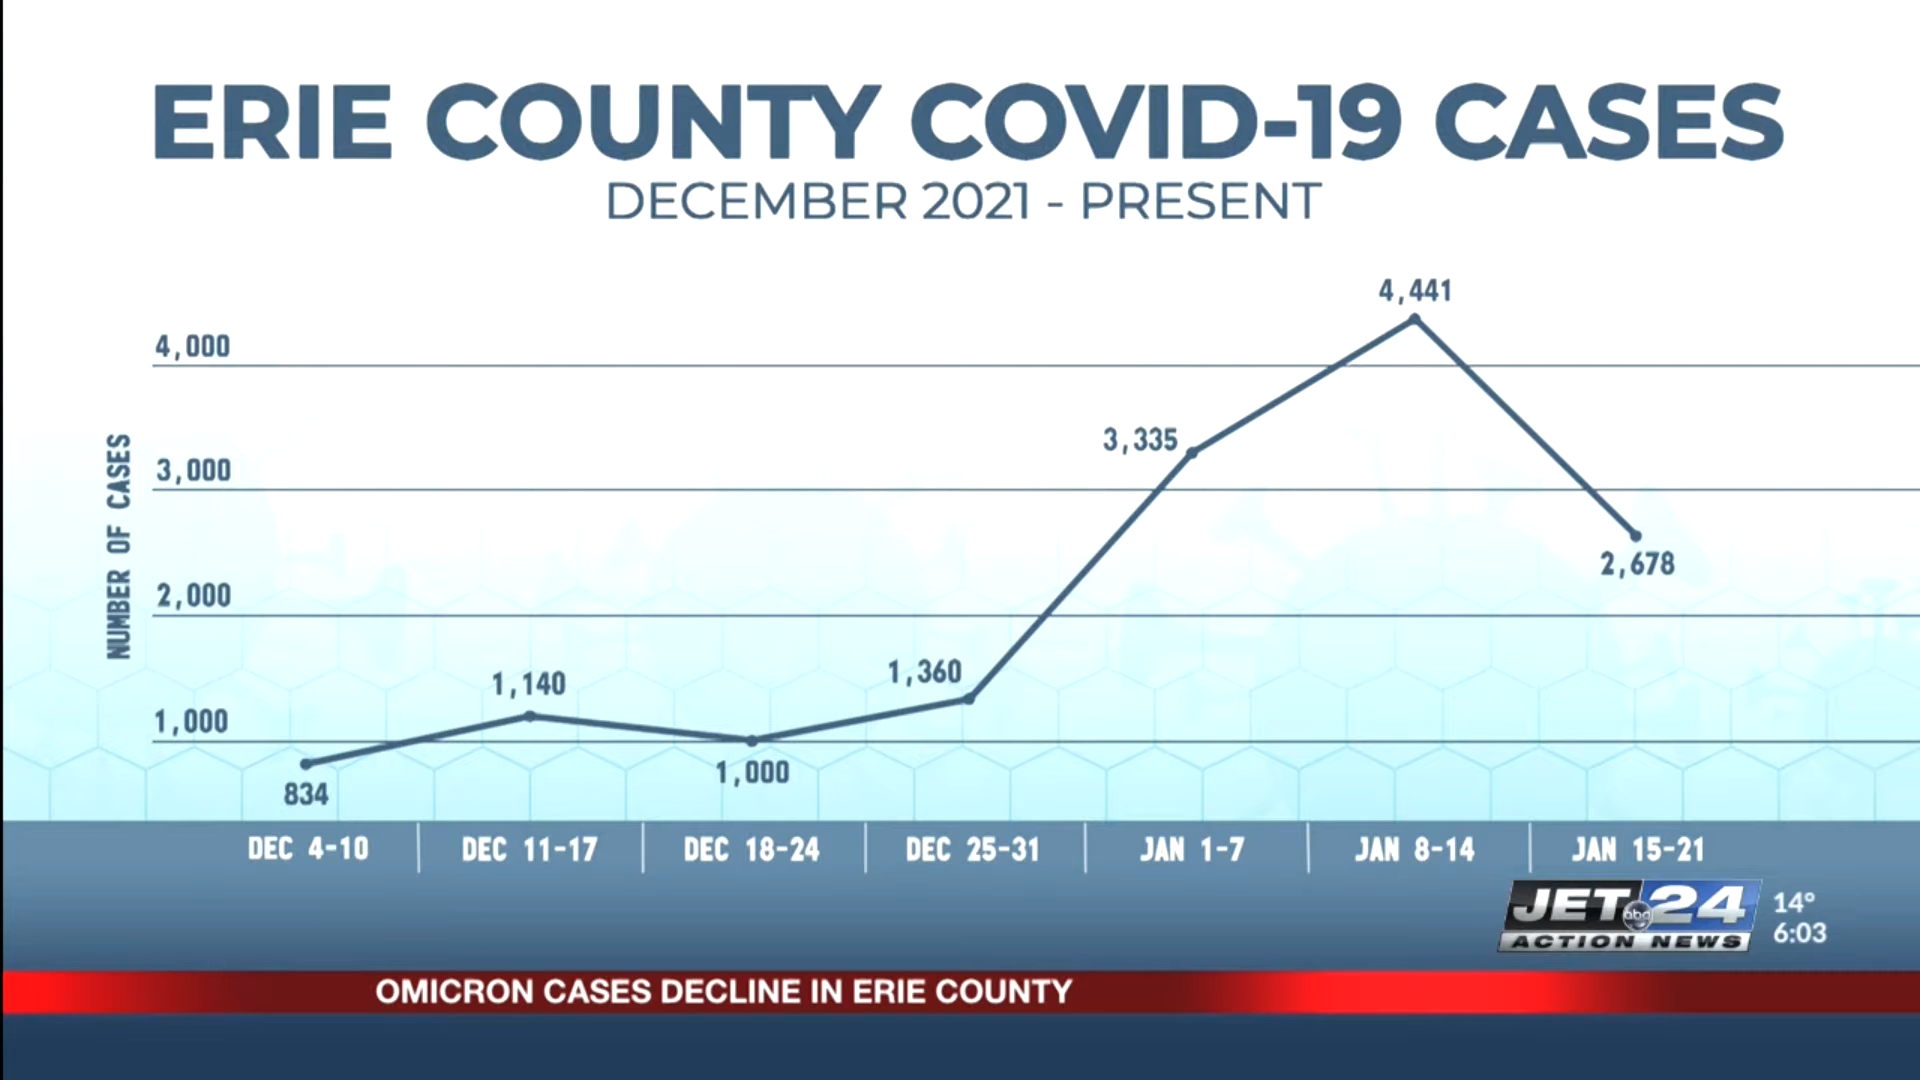 ERIE COUNTY COVID-19 CASES
DECEMBER 2021 - PRESENT
NUMBER OF CASES
4,000
3,000
2,000
1,000
834
1,140
1,000
1,360
3,335
4,441
2,678
DEC 4-10 DEC 11-17 DEC 18-24 DEC 25-31 JAN 1-7 JAN 8-14 JAN 15-21
JET abc 24
ACTION NEWS
14°
6:03
OMICRON CASES DECLINE IN ERIE COUNTY